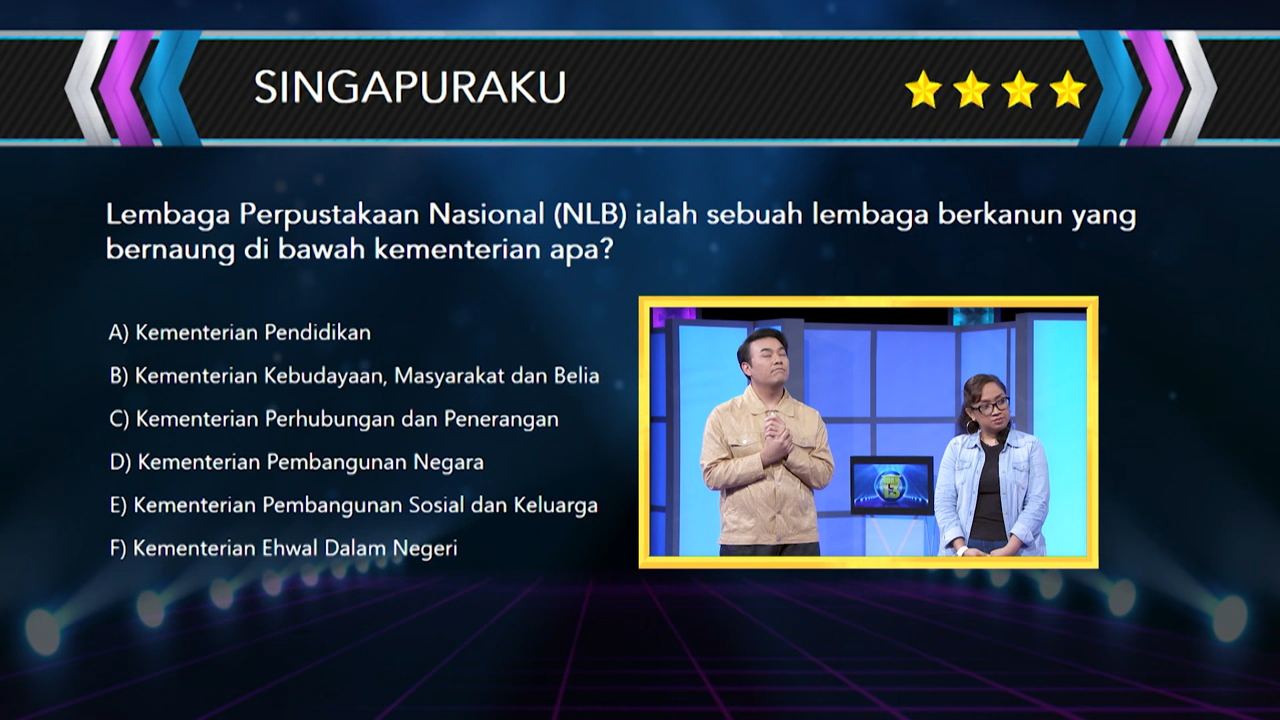 SINGAPURAKU
Lembaga Perpustakaan Nasional (NLB) ialah sebuah lembaga berkanun yang
bernaung di bawah kementerian apa?
A) Kementerian Pendidikan
B) Kementerian Kebudayaan, Masyarakat dan Belia
C) Kementerian Perhubungan dan Penerangan
D) Kementerian Pembangunan Negara
E) Kementerian Pembangunan Sosial dan Keluarga
F) Kementerian Ehwal Dalam Negeri